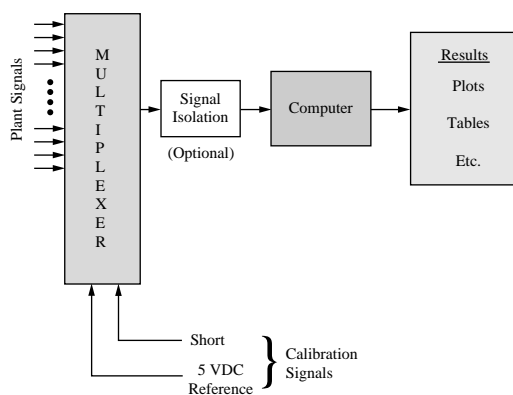 Plant Signals
M
U
L
T
I
P
L
E
X
E
R
Signal
Isolation
(Optional)
Computer
Results
Plots
Tables
Etc.
Short
5 VDC
Reference
Calibration
Signals